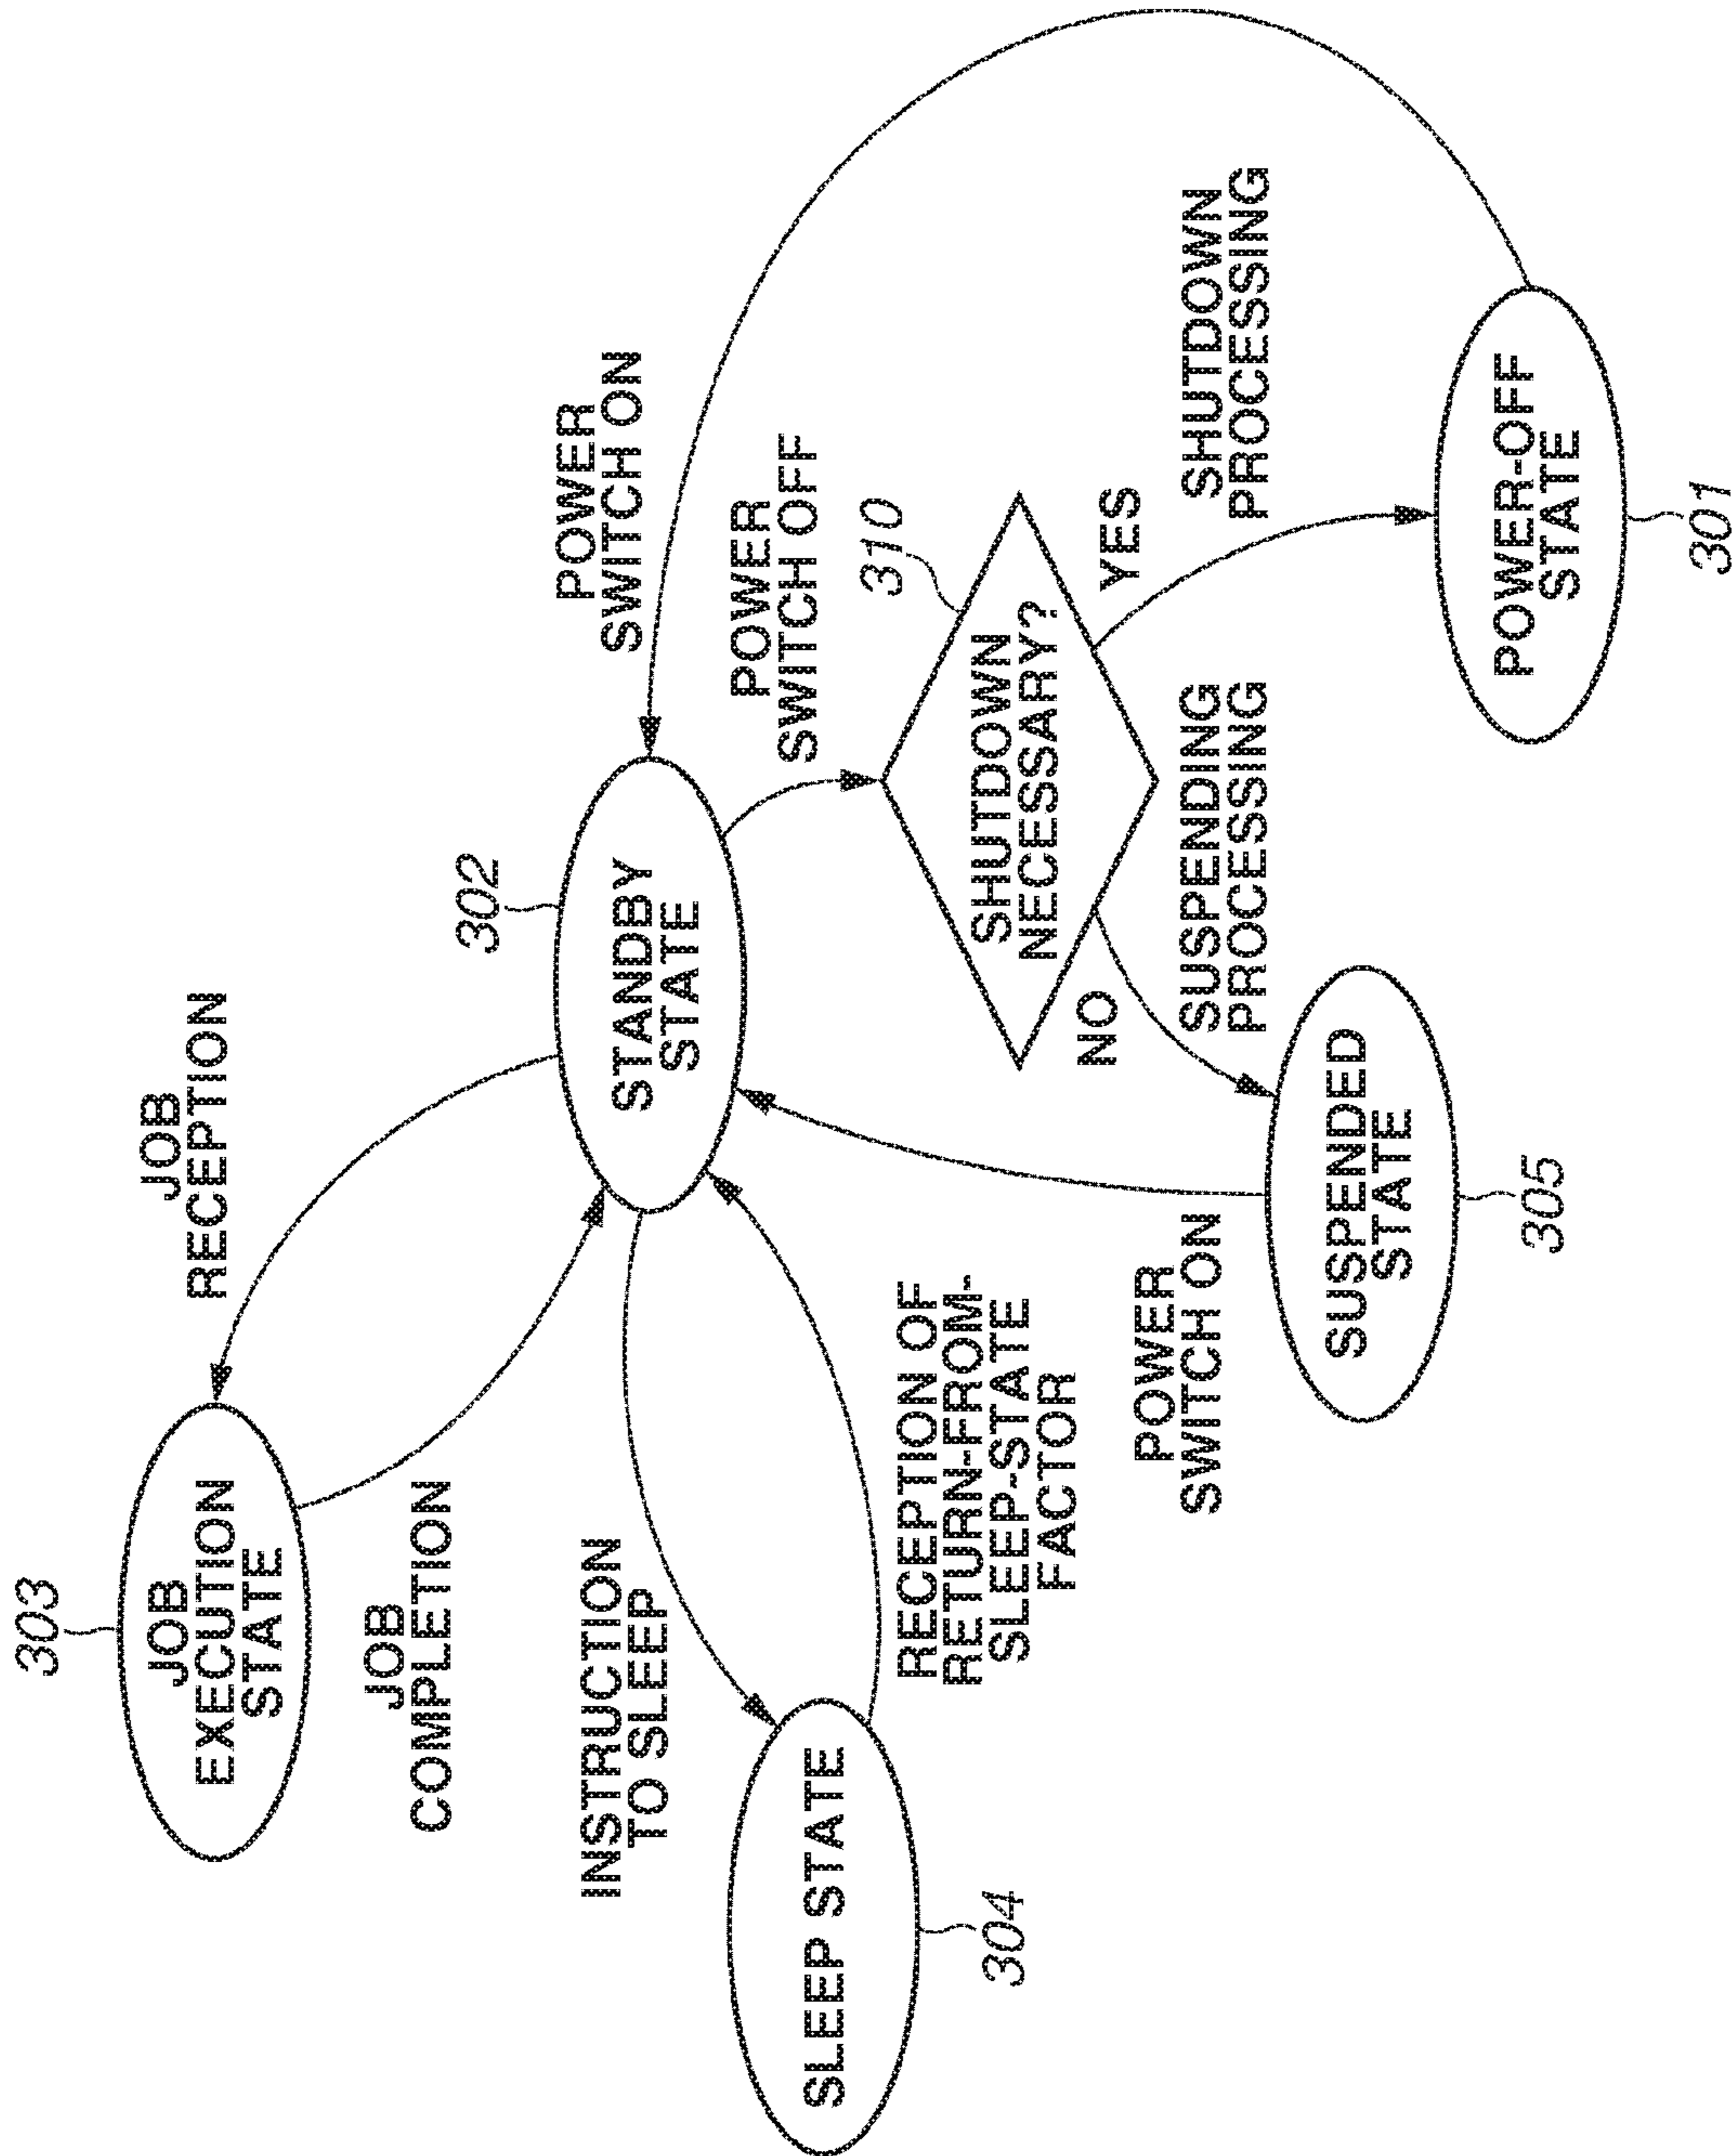 303
JOB
EXECUTION
STATE
JOB
RECEPTION
JOB
COMPLETION
302
STANDBY
STATE
POWER
SWITCH ON
INSTRUCTION
TO SLEEP
POWER
SWITCH OFF
SLEEP STATE
304
RECEPTION OF
RETURN-FROM-
SLEEP-STATE
FACTOR
310
SHUTDOWN
NECESSARY?
NO
YES
POWER
SWITCH ON
SUSPENDING
PROCESSING
SHUTDOWN
PROCESSING
SUSPENDED
STATE
305
POWER-OFF
STATE
301